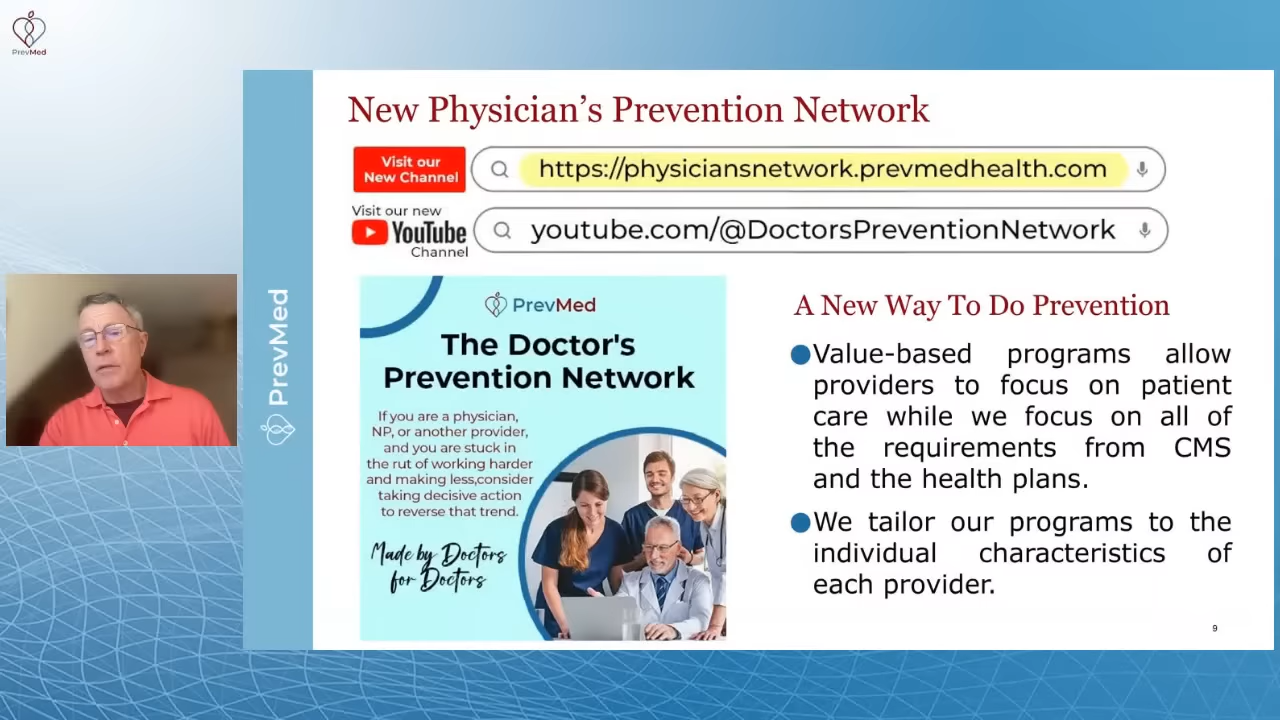 PrevMed
New Physician's Prevention Network
Visit our
New Channel
https://physiciansnetwork.prevmedhealth.com
Visit our new
YouTube
Channel
youtube.com/@DoctorsPreventionNetwork
PrevMed
PrevMed
The Doctor's
Prevention Network
If you are a physician,
NP, or another provider,
and you are stuck in
the rut of working harder
and making less,consider
taking decisive action
to reverse that trend.
Made by Doctors
for Doctors
A New Way To Do Prevention
Value-based programs allow
providers to focus on patient
care while we focus on all of
the requirements from CMS
and the health plans.
We tailor our programs to the
individual characteristics of
each provider.
9